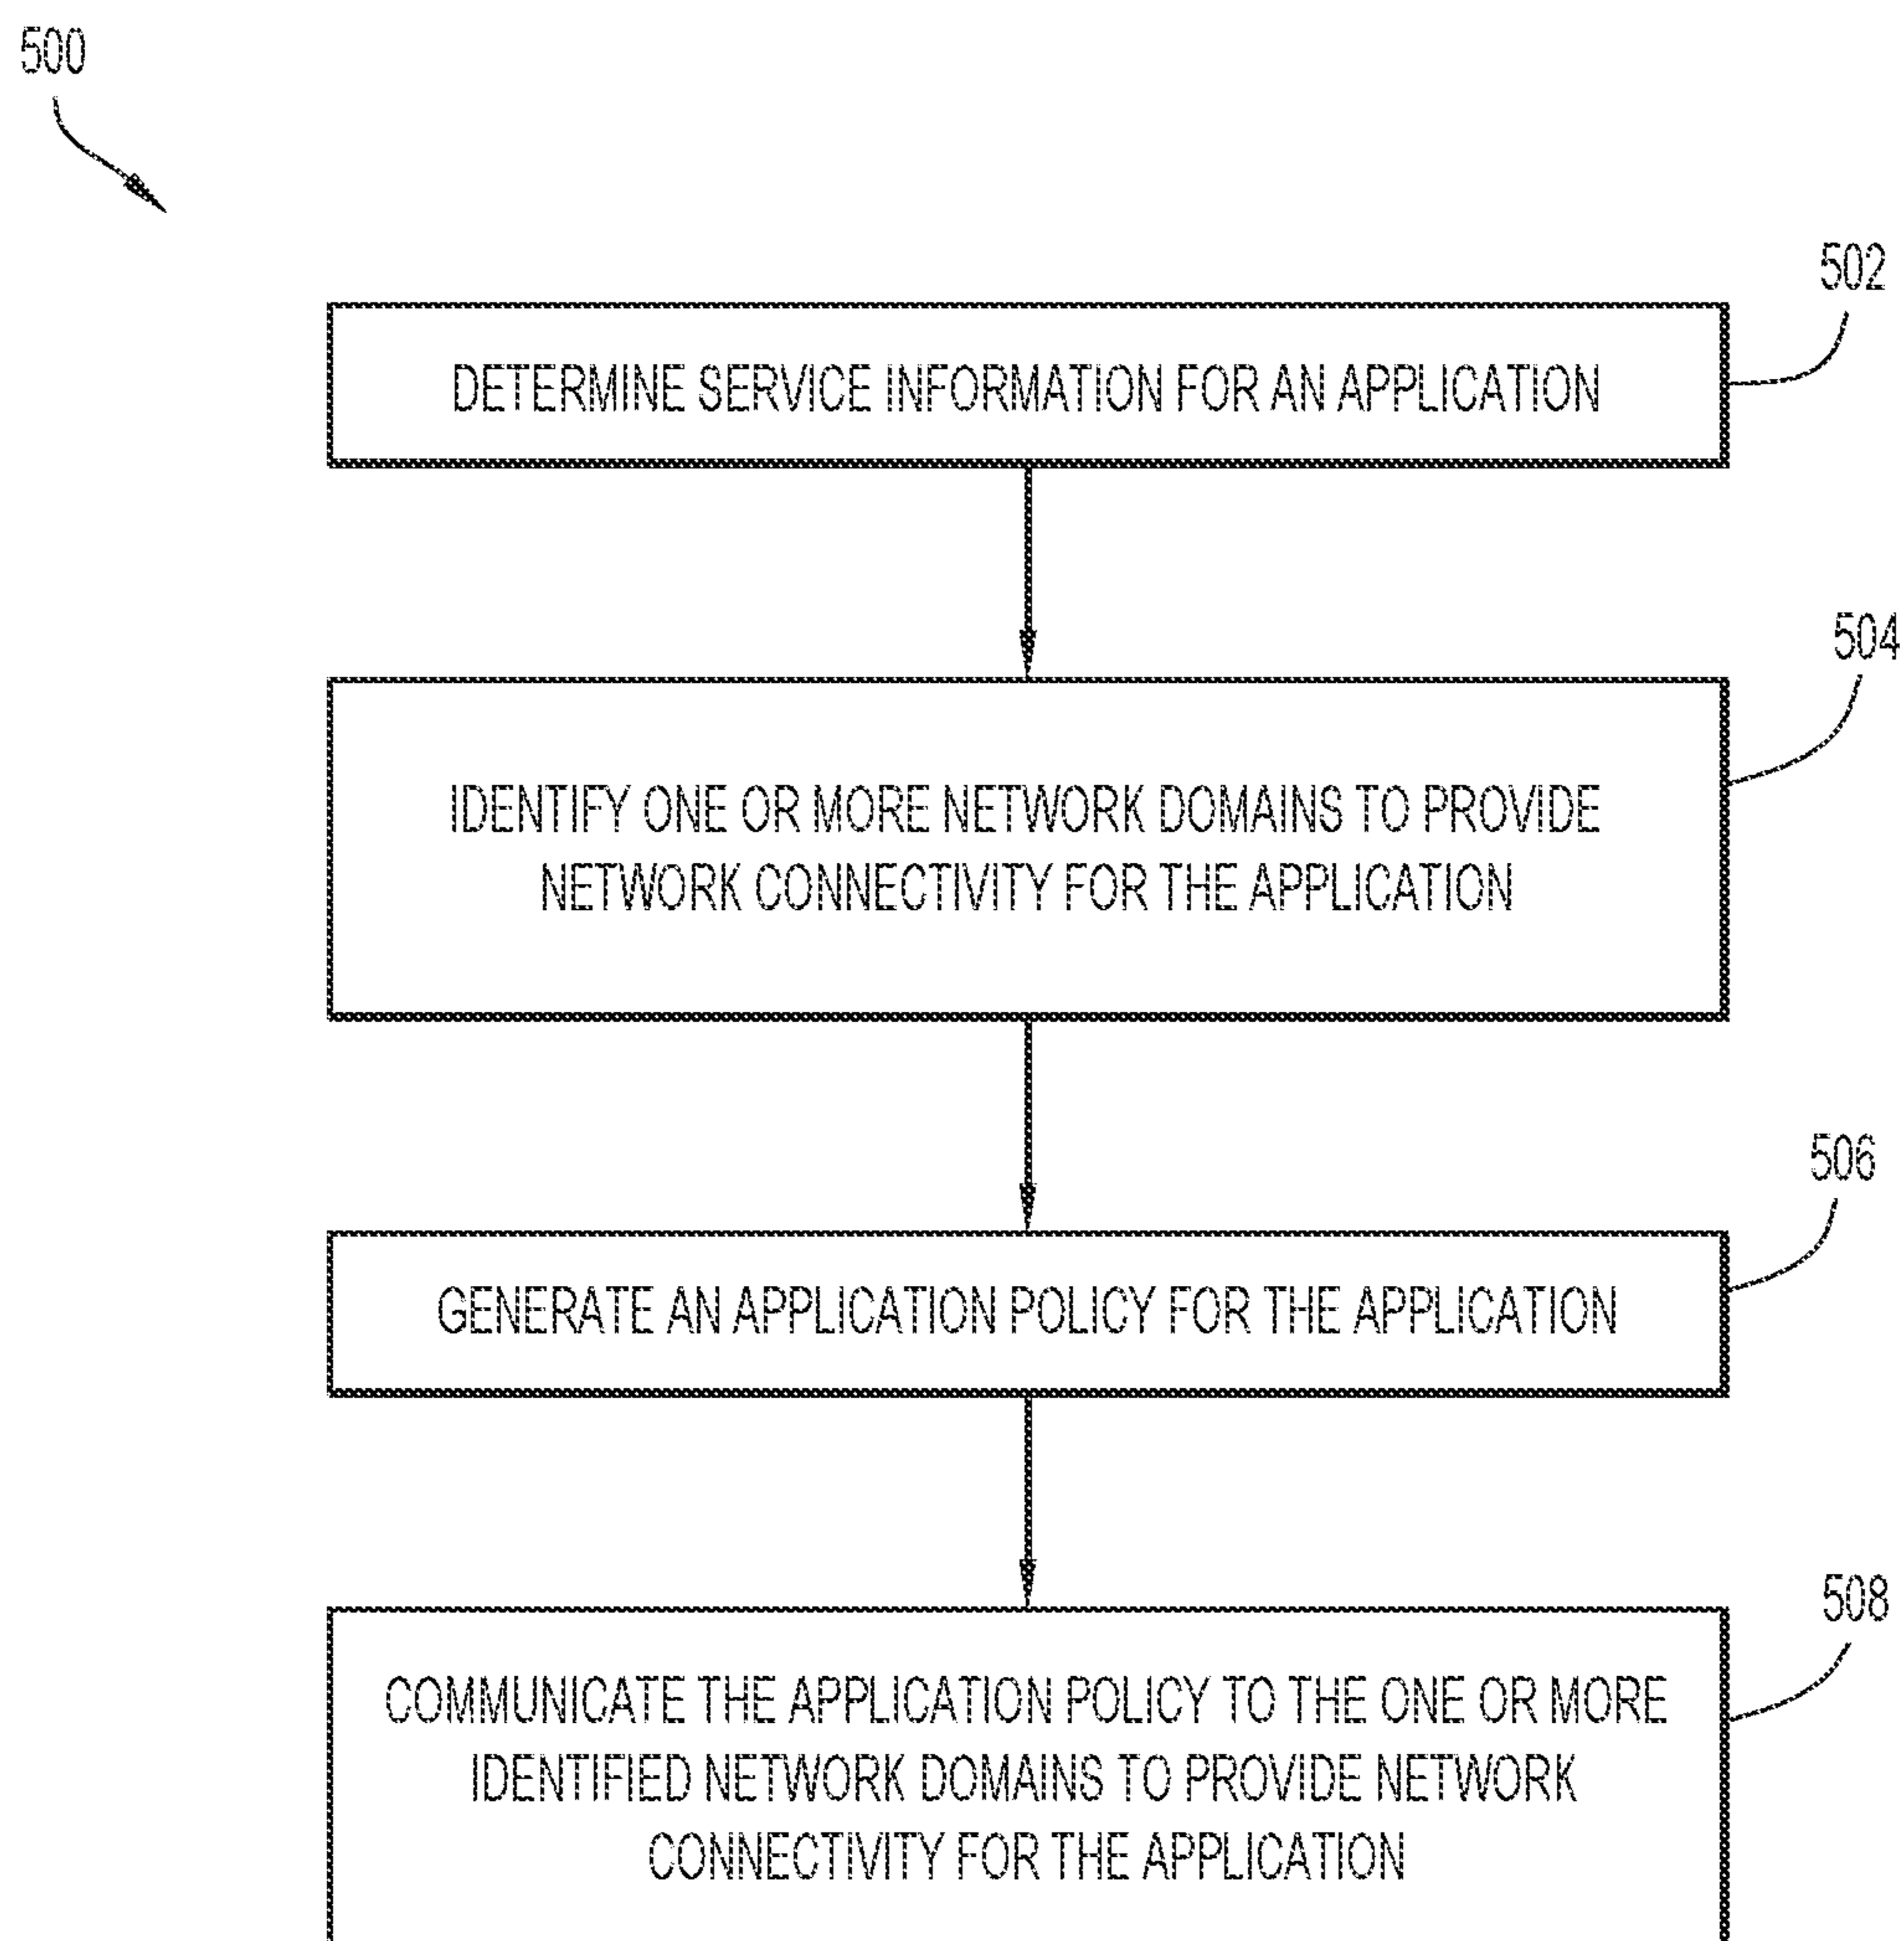 500
502
DETERMINE SERVICE INFORMATION FOR AN APPLICATION
504
IDENTIFY ONE OR MORE NETWORK DOMAINS TO PROVIDE
NETWORK CONNECTIVITY FOR THE APPLICATION
506
GENERATE AN APPLICATION POLICY FOR THE APPLICATION
508
COMMUNICATE THE APPLICATION POLICY TO THE ONE OR MORE
IDENTIFIED NETWORK DOMAINS TO PROVIDE NETWORK
CONNECTIVITY FOR THE APPLICATION